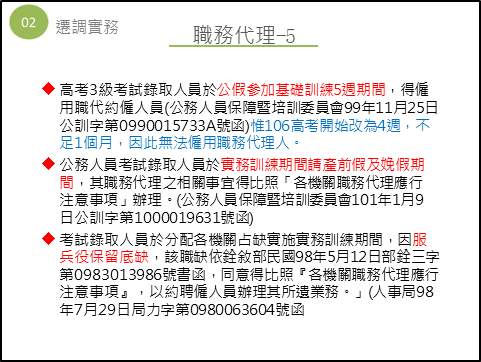 02
遷調實務
職務代理-5
◆ 高考3級考試錄取人員於公假參加基礎訓練5週期間，得僱
用職代約僱人員(公務人員保障暨培訓委員會99年11月25日
公訓字第0990015733A號函)惟106高考開始改為4週，不
足1個月，因此無法僱用職務代理人。
◆ 公務人員考試錄取人員於實務訓練期間請產前假及娩假期
間，其職務代理之相關事宜得比照「各機關職務代理應行
注意事項」辦理。(公務人員保障暨培訓委員會101年1月9
日公訓字第1000019631號函)
◆ 考試錄取人員於分配各機關占缺實施實務訓練期間，因服
兵役保留底缺，該職缺依銓敘部民國98年5月12日部銓三字
第0983013986號書函，同意得比照『各機關職務代理應行
注意事項』，以約聘僱人員辦理其所遺業務。」(人事局98
年7月29日局力字第0980063604號函